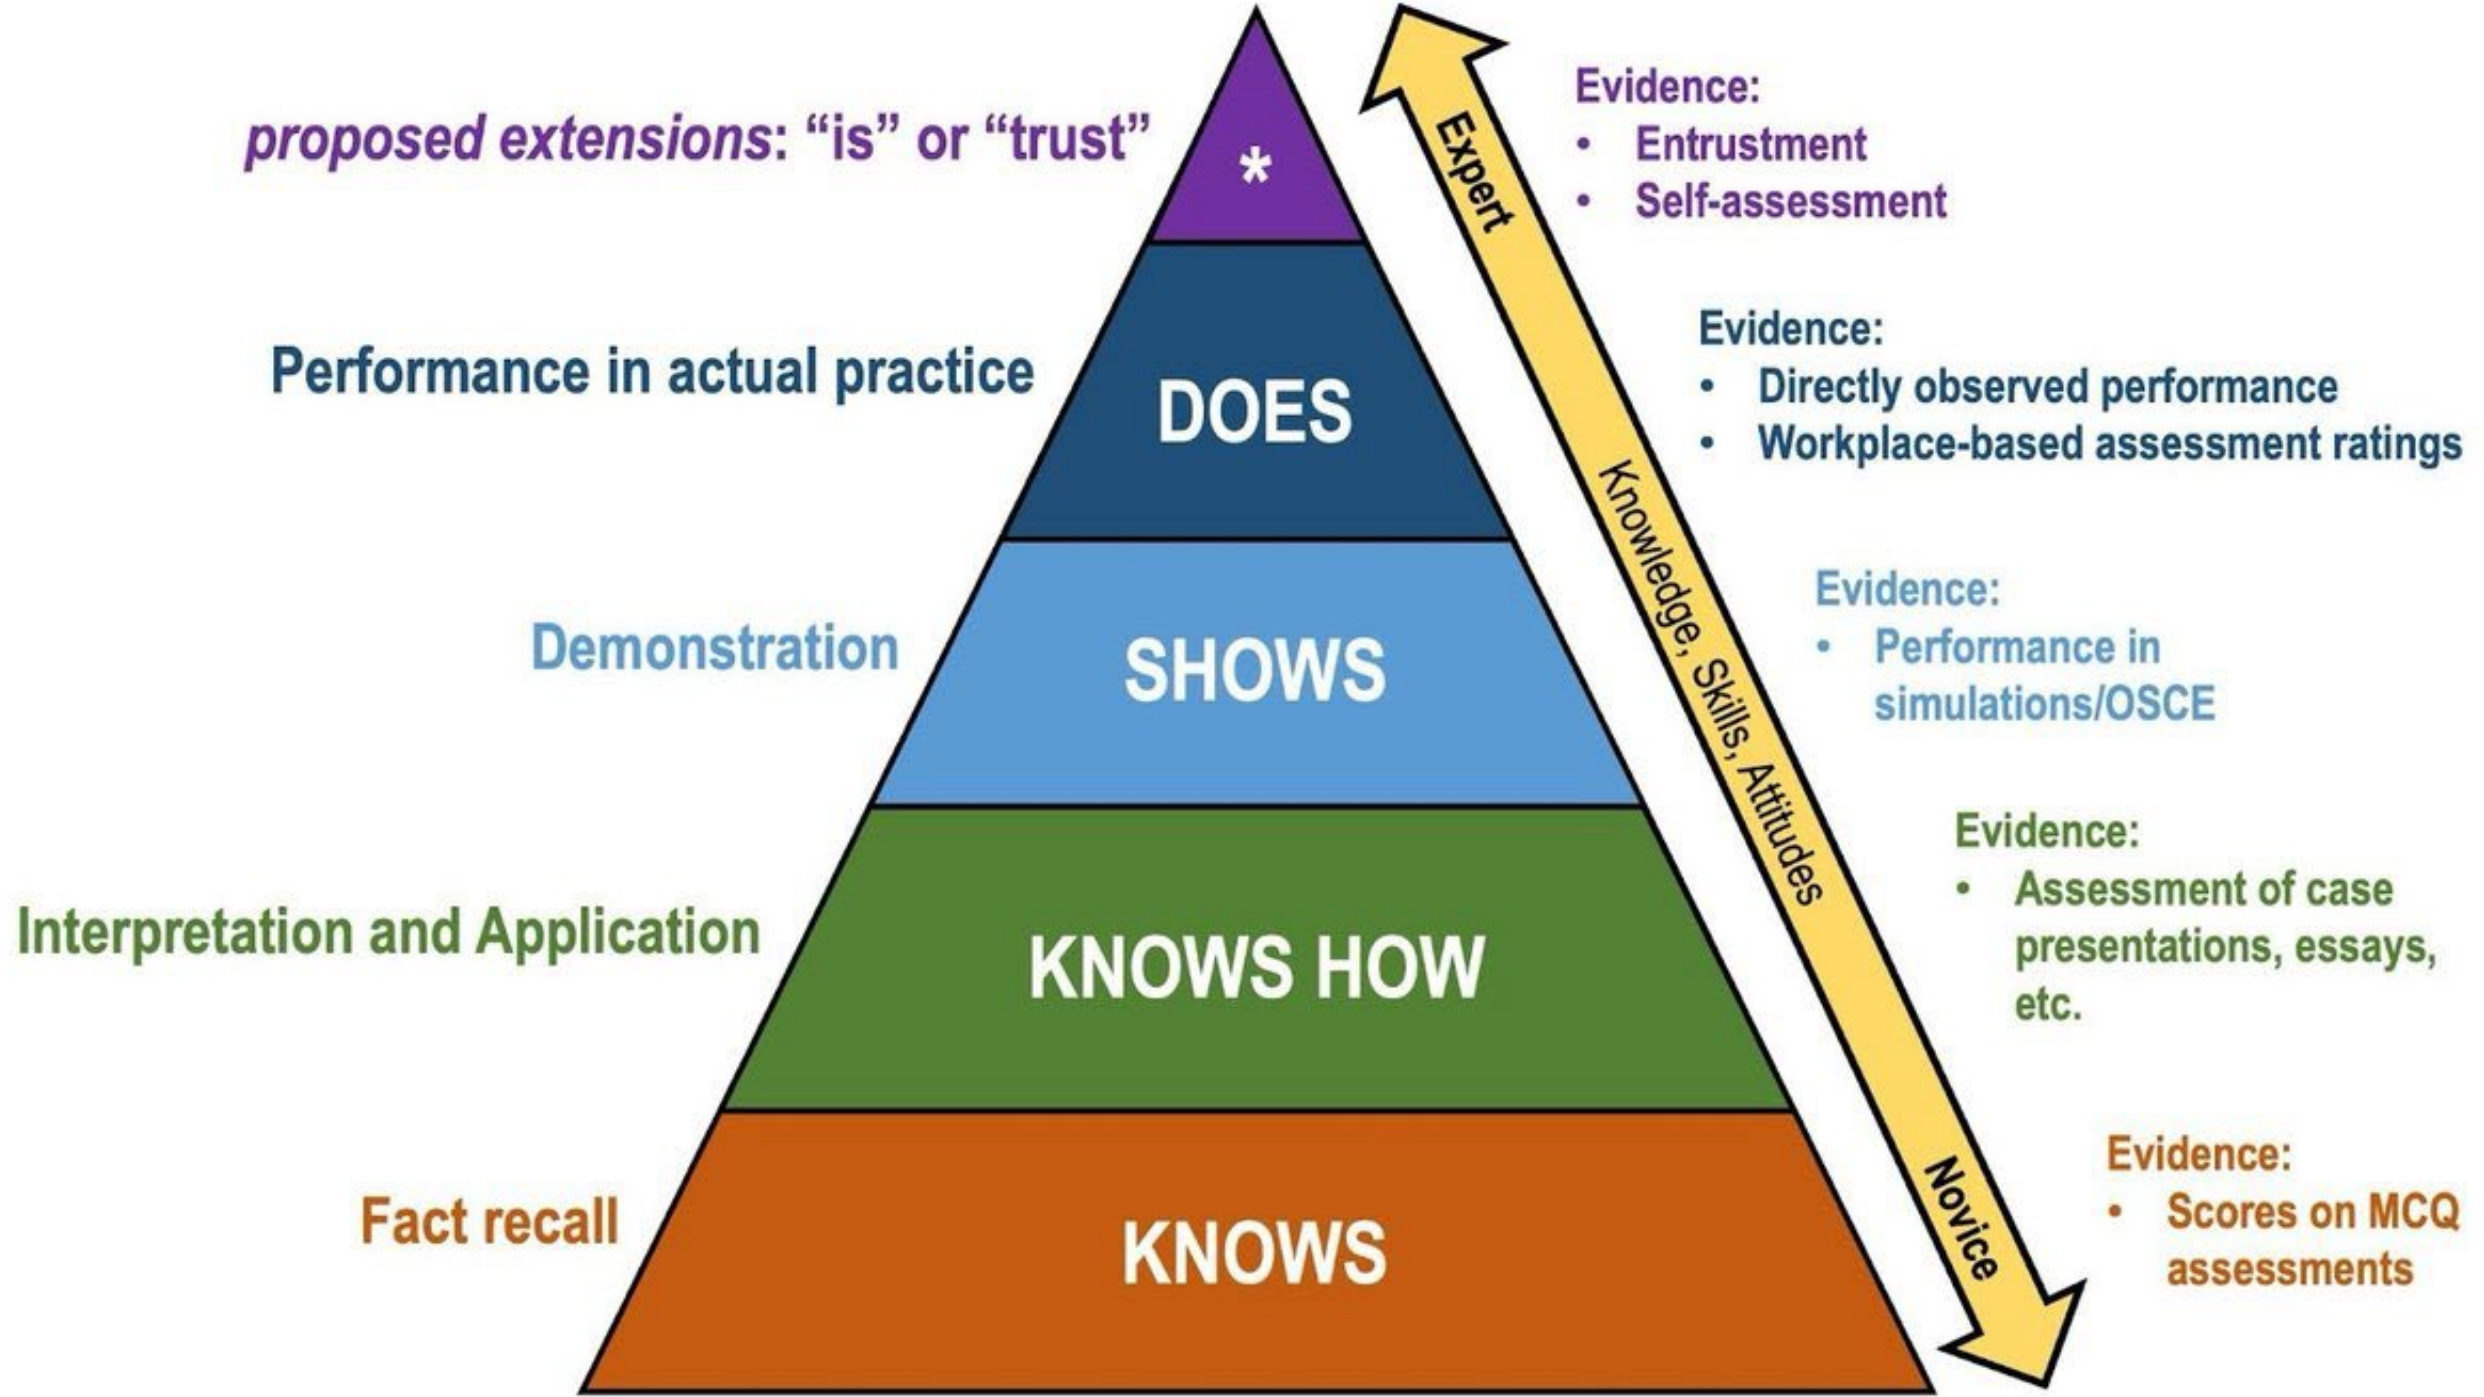 proposed extensions: “is” or “trust”
*
Expert
Evidence:
• Entrustment
• Self-assessment
Performance in actual practice
DOES
Evidence:
• Directly observed performance
• Workplace-based assessment ratings
Knowledge, Skills, Attitudes
Demonstration
SHOWS
Evidence:
• Performance in
simulations/OSCE
Interpretation and Application
KNOWS HOW
Evidence:
• Assessment of case
presentations, essays,
etc.
Fact recall
KNOWS
Novice
Evidence:
• Scores on MCQ
assessments